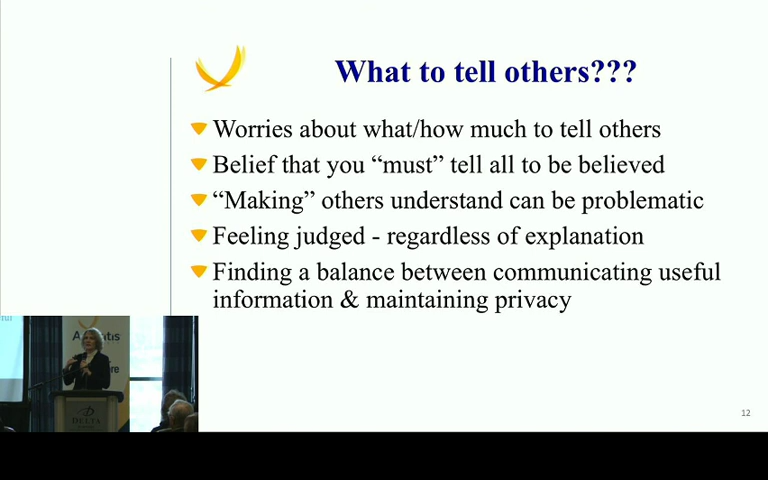 What to tell others???
Worries about what/how much to tell others
Belief that you “must” tell all to be believed
“Making” others understand can be problematic
Feeling judged - regardless of explanation
Finding a balance between communicating useful
information & maintaining privacy
DELTA
12